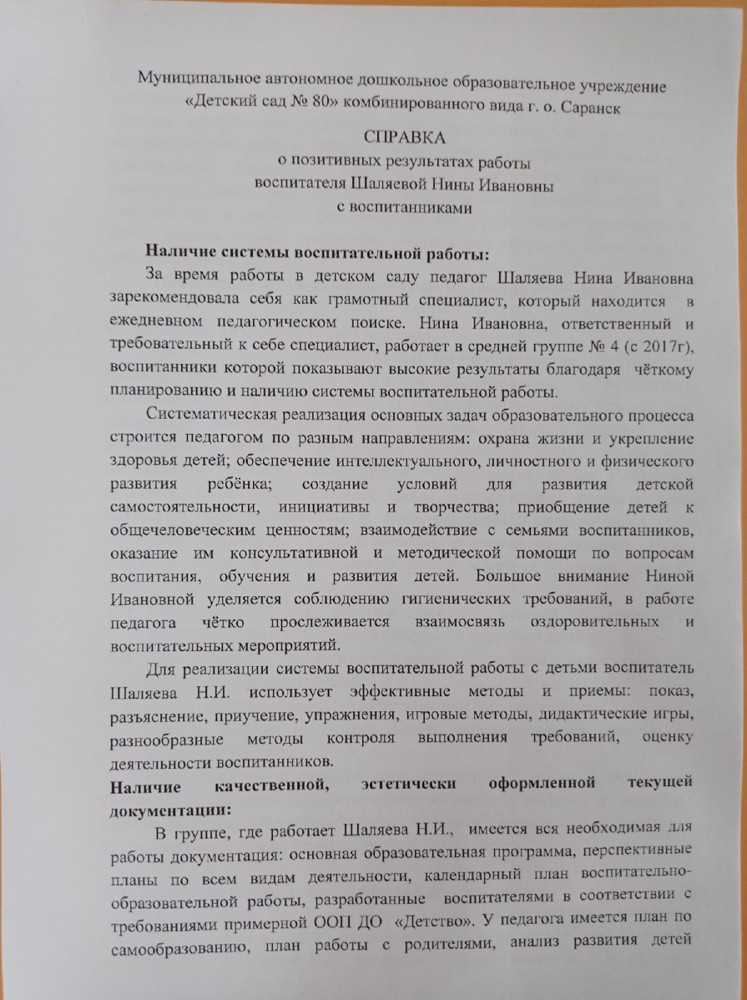 Муниципальное автономное дошкольное образовательное учреждение
«Детский сад № 80» комбинированного вида г. о. Саранск
СПРАВКА
о позитивных результатах работы
воспитателя Шаляевой Нины Ивановны
с воспитанниками
Наличие системы воспитательной работы:
За время работы в детском саду педагог Шаляева Нина Ивановна
зарекомендовала себя как грамотный специалист, который находится в
ежедневном педагогическом поиске. Нина Ивановна, ответственный и
требовательный к себе специалист, работает в средней группе № 4 (с 2017г),
воспитанники которой показывают высокие результаты благодаря чёткому
планированию и наличию системы воспитательной работы.
Систематическая реализация основных задач образовательного процесса
строится педагогом по разным направлениям: охрана жизни и укрепление
здоровья детей; обеспечение интеллектуального, личностного и физического
развития ребёнка; создание условий для развития детской
самостоятельности, инициативы и творчества; приобщение детей к
общечеловеческим ценностям; взаимодействие с семьями воспитанников,
оказание им консультативной и методической помощи по вопросам
воспитания, обучения и развития детей. Большое внимание Ниной
Ивановной уделяется соблюдению гигиенических требований, в работе
педагога чётко прослеживается взаимосвязь оздоровительных и
воспитательных мероприятий.
Для реализации системы воспитательной работы с детьми воспитатель
Шаляева Н.И. использует эффективные методы и приемы: показ,
разъяснение, приучение, упражнения, игровые методы, дидактические игры,
разнообразные методы контроля выполнения требований, оценку
деятельности воспитанников.
Наличие качественной, эстетически оформленной текущей
документации:
В группе, где работает Шаляева Н.И., имеется вся необходимая для
работы документация: основная образовательная программа, перспективные
планы по всем видам деятельности, календарный план воспитательно-
образовательной работы, разработанные воспитателями в соответствии с
требованиями примерной ООП ДО «Детство». У педагога имеется план по
самообразованию, план работы с родителями, анализ развития детей